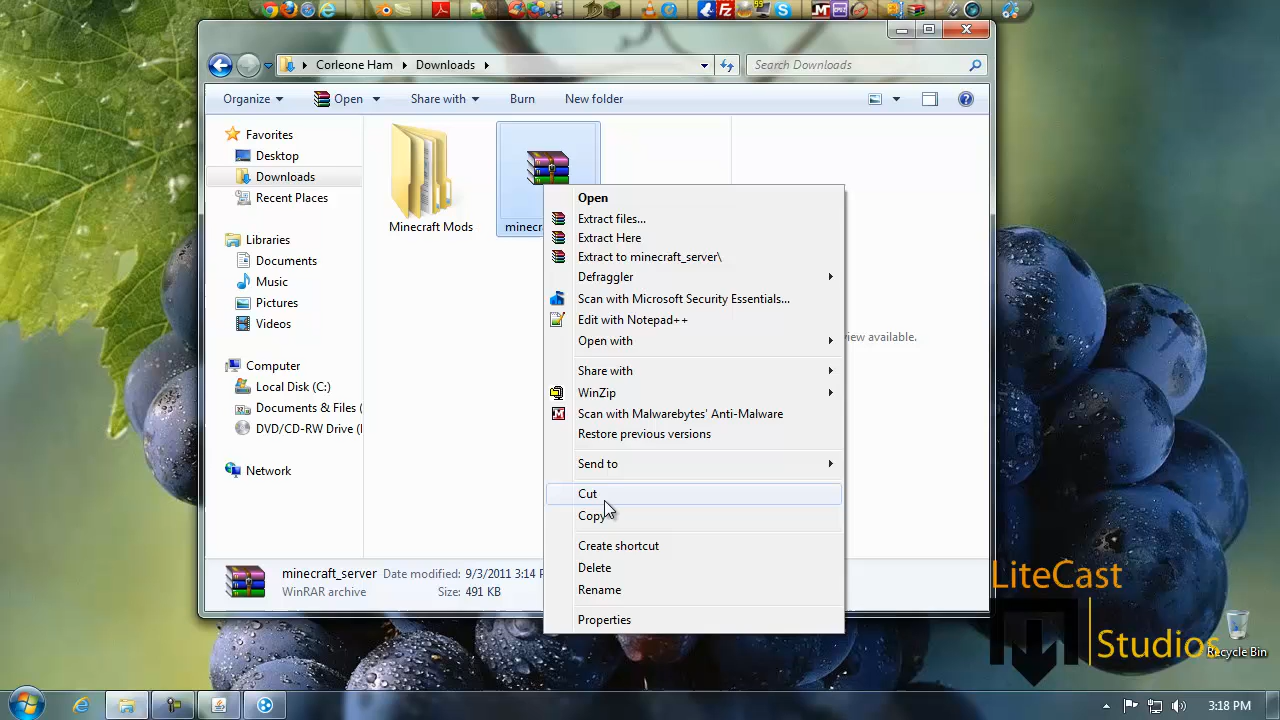 Corleone Ham
Downloads
Search Downloads
Organize
Open
Share with
Burn
New folder
Favorites
Desktop
Downloads
Recent Places
Libraries
Documents
Music
Pictures
Videos
Computer
Local Disk (C:)
Documents & Files (
DVD/CD-RW Drive (
Network
Minecraft Mods
Open
Extract files...
Extract Here
Extract to minecraft_server\
Defraggler
Scan with Microsoft Security Essentials...
Edit with Notepad++
Open with
Share with
WinZip
Scan with Malwarebytes' Anti-Malware
Restore previous versions
Send to
Cut
Copy
Create shortcut
Delete
Rename
Properties
available.
minecraft_server
Date modified: 9/3/2011 3:14
WinRAR archive
Size: 491 KB
LiteCast
Studios
Recycle Bin
3:18 PM